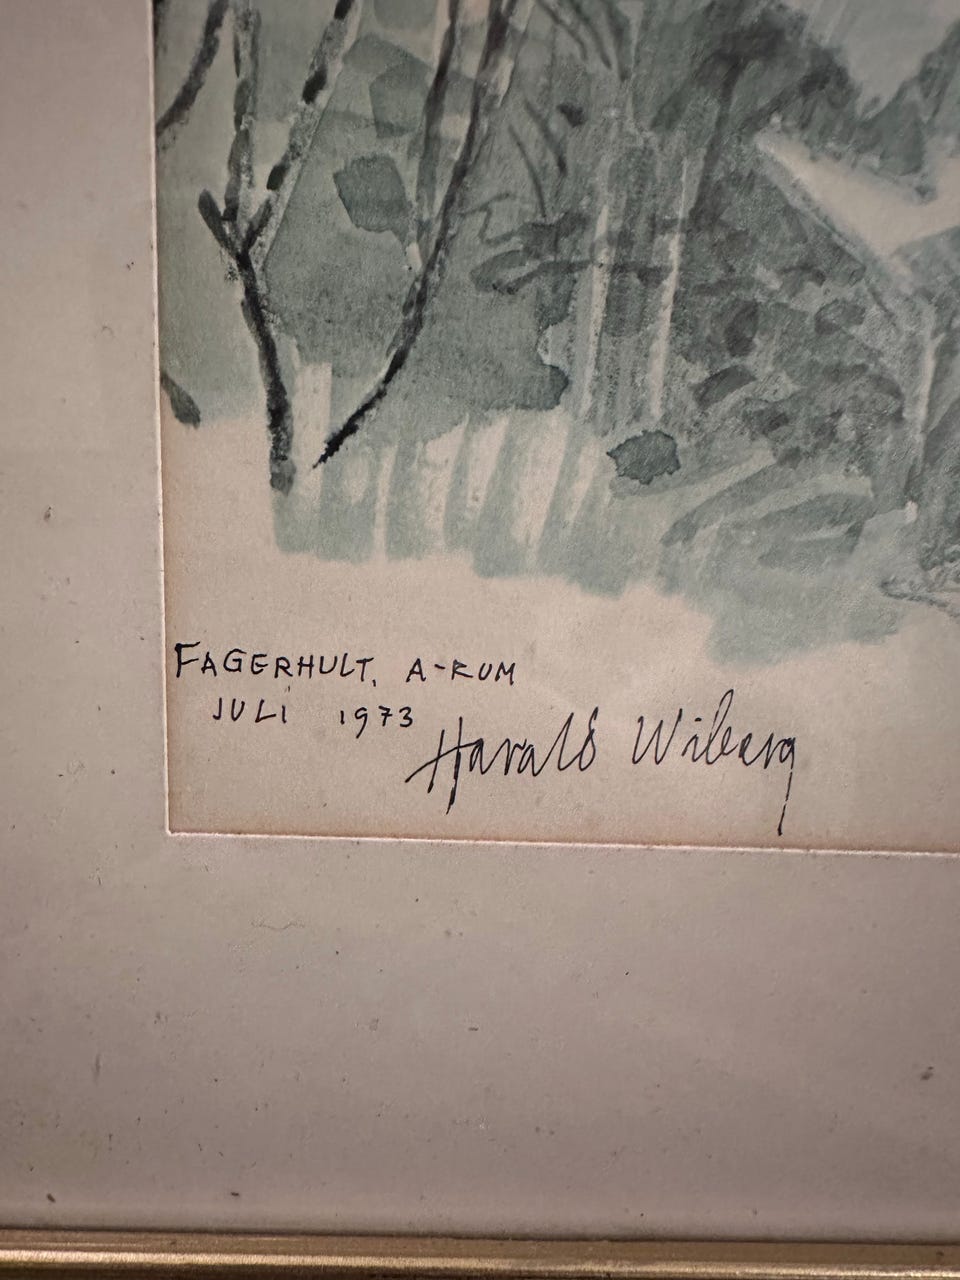 FAGERHULT, A-RUM
JULI 1973
Harald Wiberg